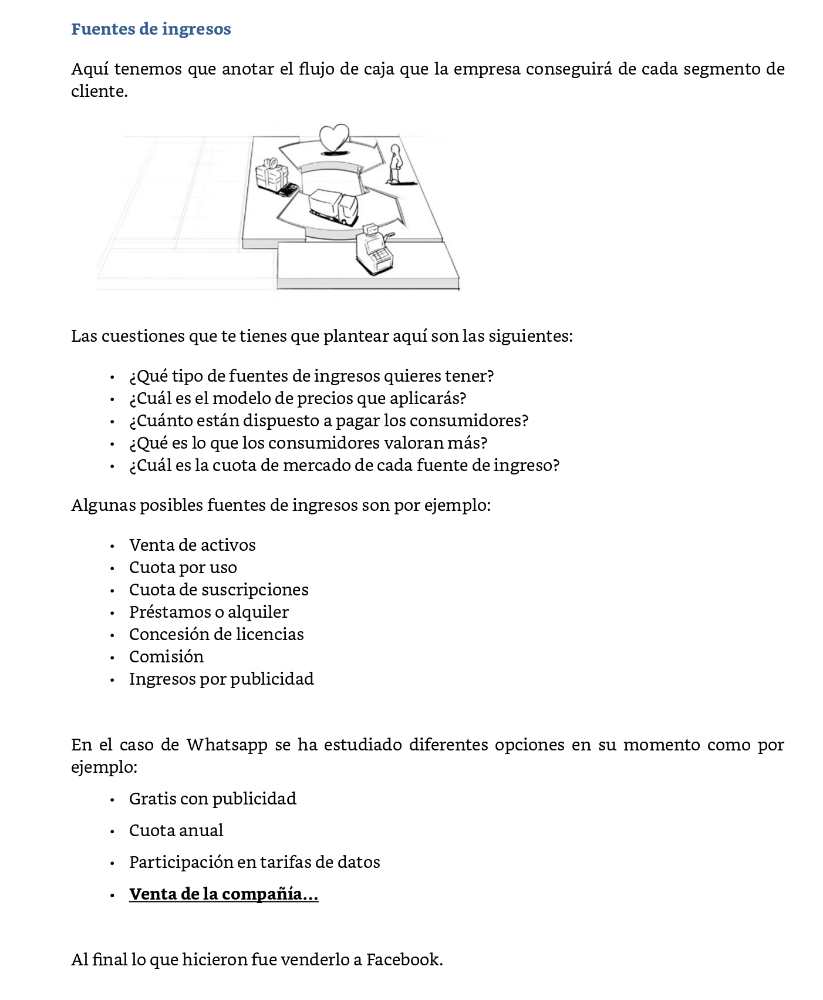 Fuentes de ingresos
Aquí tenemos que anotar el flujo de caja que la empresa conseguirá de cada segmento de
cliente.
Las cuestiones que te tienes que plantear aquí son las siguientes:
• ¿Qué tipo de fuentes de ingresos quieres tener?
• ¿Cuál es el modelo de precios que aplicarás?
• ¿Cuánto están dispuesto a pagar los consumidores?
• ¿Qué es lo que los consumidores valoran más?
• ¿Cuál es la cuota de mercado de cada fuente de ingreso?
Algunas posibles fuentes de ingresos son por ejemplo:
• Venta de activos
• Cuota por uso
• Cuota de suscripciones
• Préstamos o alquiler
• Concesión de licencias
• Comisión
• Ingresos por publicidad
En el caso de Whatsapp se ha estudiado diferentes opciones en su momento como por
ejemplo:
• Gratis con publicidad
• Cuota anual
• Participación en tarifas de datos
• Venta de la compañía...
Al final lo que hicieron fue venderlo a Facebook.